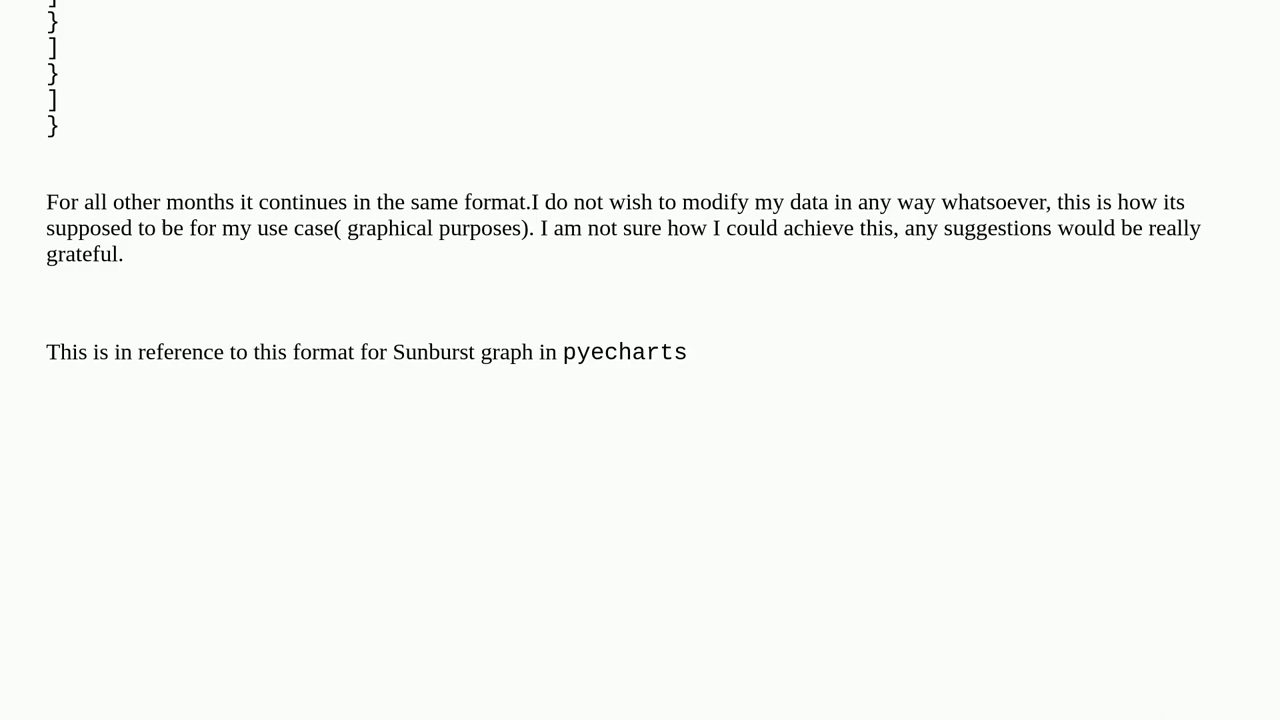 ]
}
]
}
]
}
For all other months it continues in the same format.I do not wish to modify my data in any way whatsoever, this is how its
supposed to be for my use case( graphical purposes). I am not sure how I could achieve this, any suggestions would be really
grateful.
This is in reference to this format for Sunburst graph in pyecharts